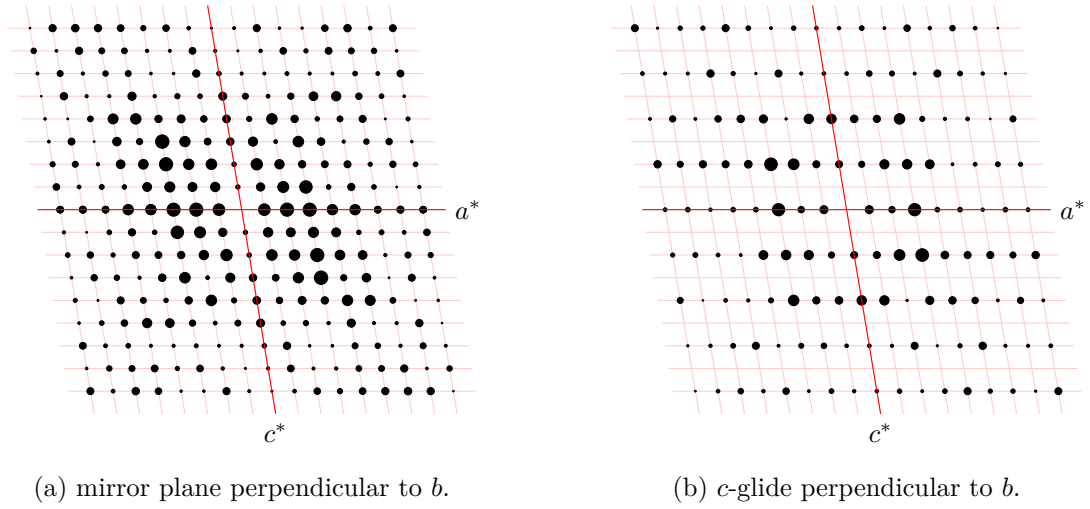 a*
a*
c*
c*
(a) mirror plane perpendicular to b.
(b) c-glide perpendicular to b.